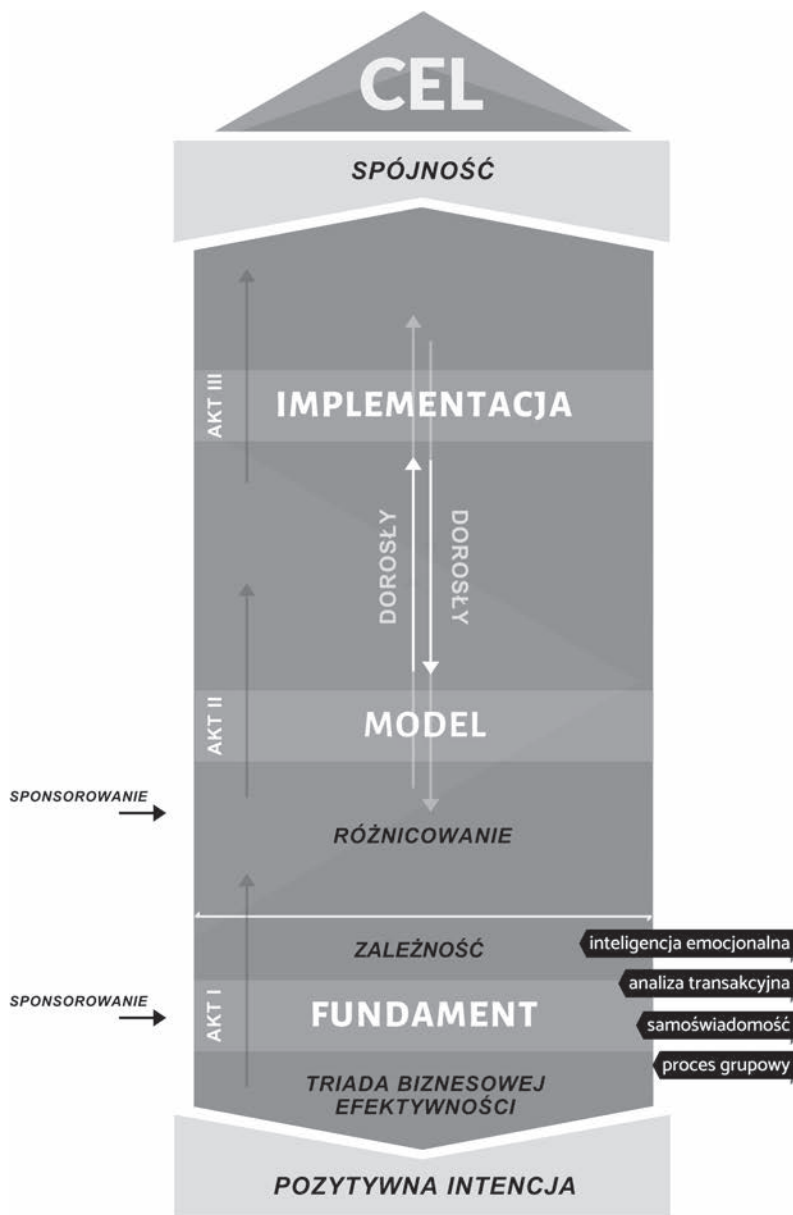 CEL
SPÓJNOŚĆ
AKT III
IMPLEMENTACJA
DOROSŁY
DOROSŁY
AKT II
MODEL
SPONSOROWANIE
RÓŻNICOWANIE
ZALEŻNOŚĆ
inteligencja emocjonalna
analiza transakcyjna
SPONSOROWANIE
AKT I
FUNDAMENT
samoświadomość
proces grupowy
TRIADA BIZNESOWEJ
EFEKTYWNOŚCI
POZYTYWNA INTENCJA